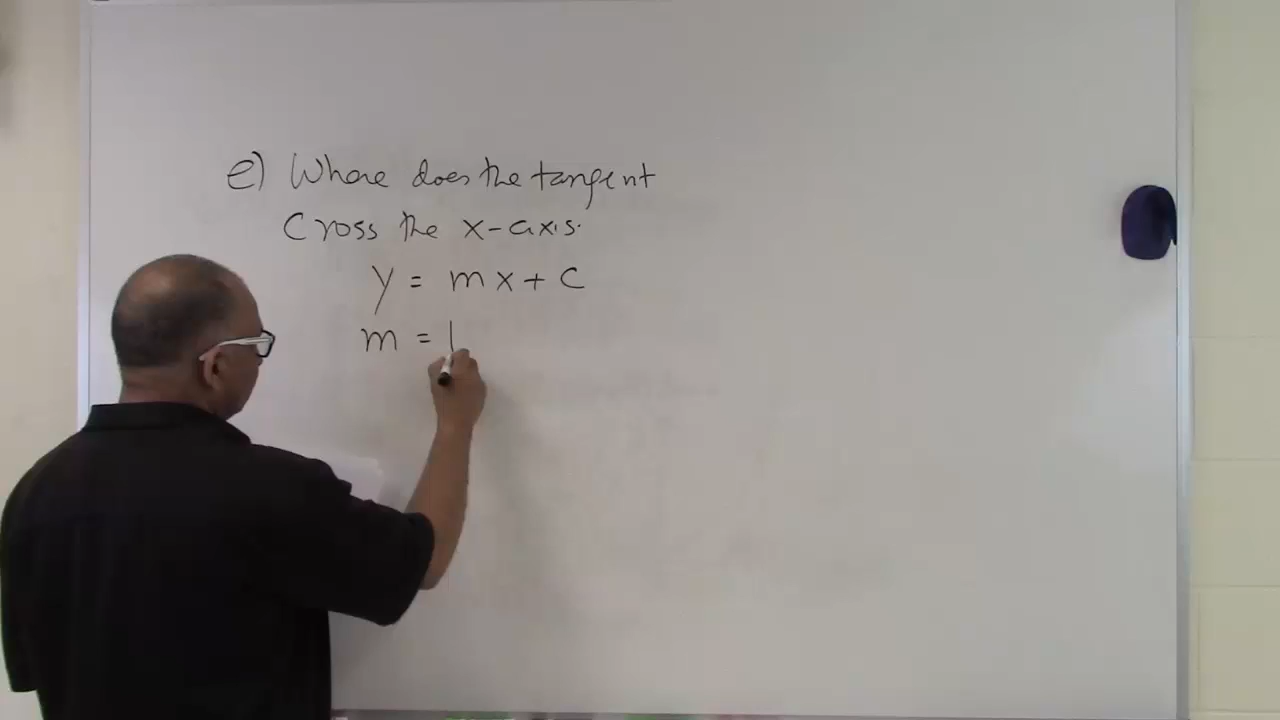 e) Where does the tangent
Cross the x-axis.
y = mx + c
m = 1